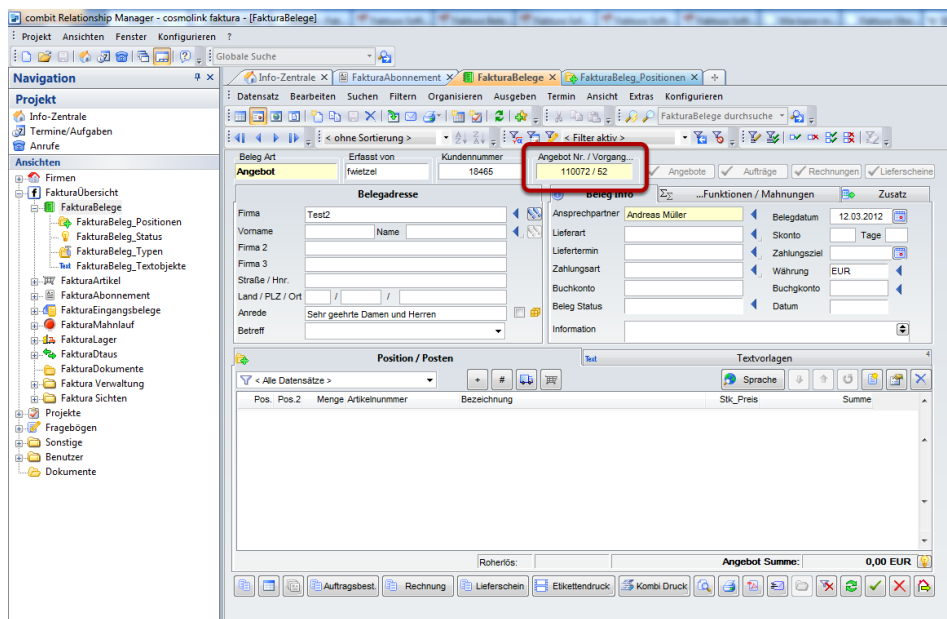 combit Relationship Manager - cosmolink faktura - [FakturaBelege]
Projekt Ansichten Fenster Konfigurieren ?
Globale Suche
Navigation
Projekt
Info-Zentrale
Termine/Aufgaben
Anrufe
Ansichten
Firmen
FakturaÜbersicht
FakturaBelege
FakturaBeleg_Positionen
FakturaBeleg_Status
FakturaBeleg_Typen
Text FakturaBeleg_Textobjekte
FakturaArtikel
FakturaAbonnement
FakturaEingangsbelege
FakturaMahnlauf
FakturaLager
FakturaDtaus
FakturaDokumente
Faktura Verwaltung
Faktura Sichten
Projekte
Fragebögen
Sonstige
Benutzer
Dokumente
Info-Zentrale FakturaAbonnement FakturaBelege FakturaBeleg_Positionen
Datensatz Bearbeiten Suchen Filtern Organisieren Ausgeben Termin Ansicht Extras Konfigurieren
FakturaBelege durchsuche
< ohne Sortierung > < Filter aktiv >
Beleg Art Erfasst von Kundennummer Angebot Nr. / Vorgang...
Angebot fwietzel 18465 110072 / 52 Angebote Aufträge Rechnungen Lieferscheine
Belegadresse Beleg Info ...Funktionen / Mahnungen Zusatz
Firma Test2 Ansprechpartner Andreas Müller Belegdatum 12.03.2012
Vorname Name Lieferart Skonto Tage
Firma 2 Liefertermin Zahlungsziel
Firma 3 Zahlungsart Währung EUR
Straße / Hnr. Buchkonto Buchgkonto
Land / PLZ / Ort / / Beleg Status Datum
Anrede Sehr geehrte Damen und Herren
Betreff Information
Position / Posten Text Textvorlagen 4
< Alle Datensätze > + # Sprache
Pos. Pos.2 Menge Artikelnummer Bezeichnung Stk_Preis Summe
Roherlös: Angebot Summe: 0,00 EUR
Auftragsbest. Rechnung Lieferschein Etikettendruck Kombi Druck